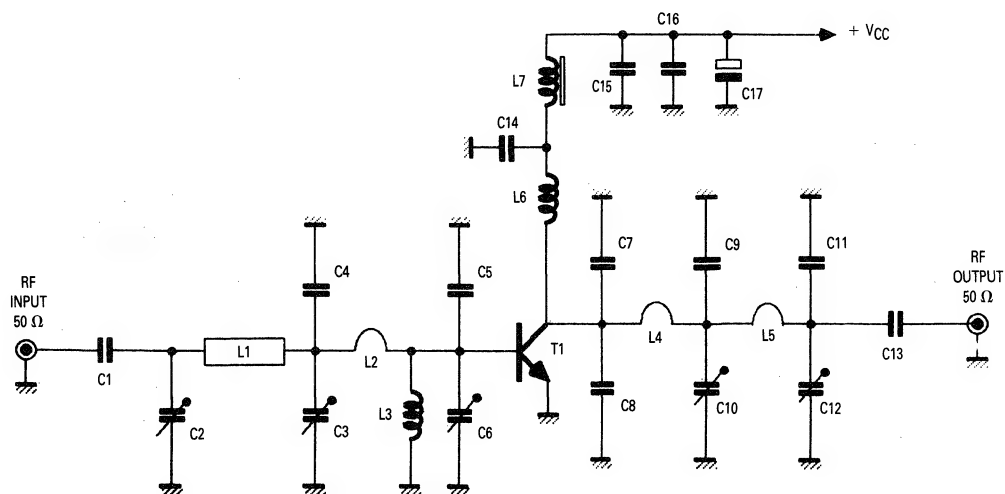 C16
+ VCC
L7
C15
C17
C14
L6
C4
C5
C7
C9
C11
RF
INPUT
50 Ω
RF
OUTPUT
50 Ω
L1
L2
L4
L5
T1
C1
C13
C2
C3
L3
C6
C8
C10
C12